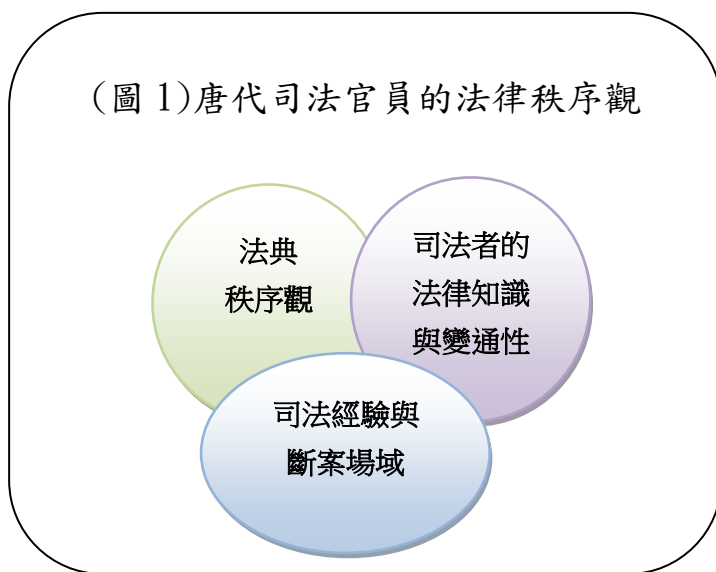 (圖 1)唐代司法官員的法律秩序觀
法典
秩序觀
司法者的
法律知識
與變通性
司法經驗與
斷案場域